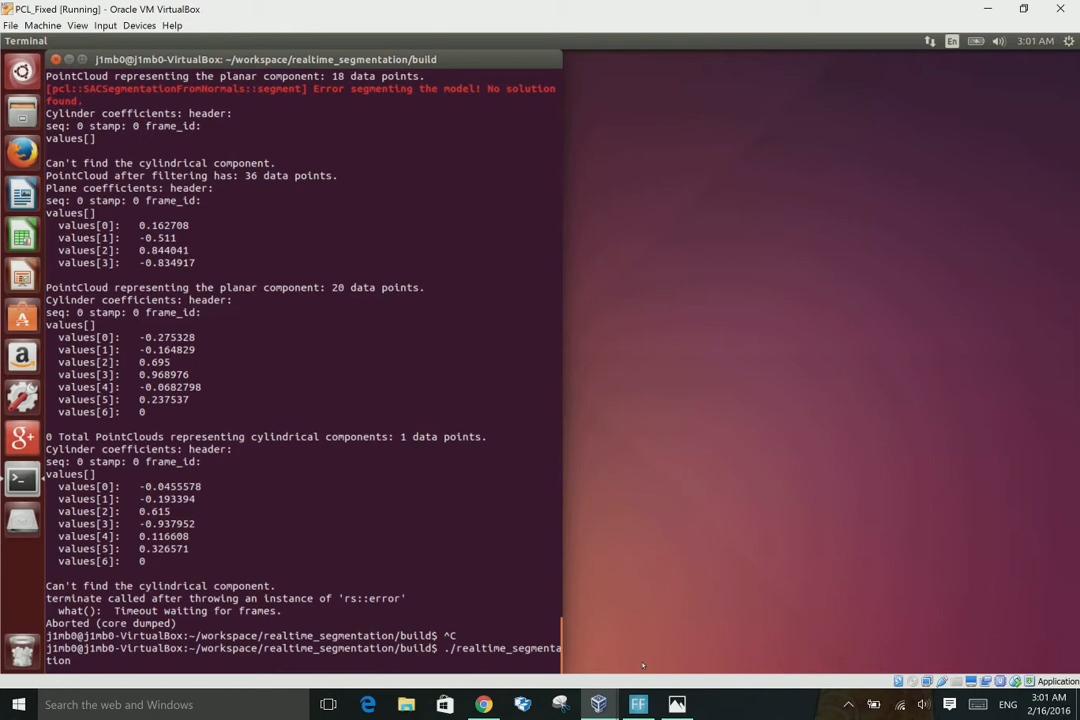 PCL_Fixed [Running] - Oracle VM VirtualBox
File Machine View Input Devices Help
Terminal
En
3:01 AM
j1mb0@j1mb0-VirtualBox: ~/workspace/realtime_segmentation/build
PointCloud representing the planar component: 18 data points.
[pcl::SACSegmentationFromNormals::segment] Error segmenting the model! No solution
found.
Cylinder coefficients: header:
seq: 0 stamp: 0 frame_id:
values[]
Can't find the cylindrical component.
PointCloud after filtering has: 36 data points.
Plane coefficients: header:
seq: 0 stamp: 0 frame_id:
values[]
values[0]: 0.162708
values[1]: -0.511
values[2]: 0.844041
values[3]: -0.834917
PointCloud representing the planar component: 20 data points.
Cylinder coefficients: header:
seq: 0 stamp: 0 frame_id:
values[]
values[0]: -0.275328
values[1]: -0.164829
values[2]: 0.695
values[3]: 0.968976
values[4]: -0.0682798
values[5]: 0.237537
values[6]: 0
0 Total PointClouds representing cylindrical components: 1 data points.
Cylinder coefficients: header:
seq: 0 stamp: 0 frame_id:
values[]
values[0]: -0.0455578
values[1]: -0.193394
values[2]: 0.615
values[3]: -0.937952
values[4]: 0.116608
values[5]: 0.326571
values[6]: 0
Can't find the cylindrical component.
terminate called after throwing an instance of 'rs::error'
what(): Timeout waiting for frames.
Aborted (core dumped)
j1mb0@j1mb0-VirtualBox:~/workspace/realtime_segmentation/build$ ^C
j1mb0@j1mb0-VirtualBox:~/workspace/realtime_segmentation/build$ ./realtime_segmenta
tion
Application
Search the web and Windows
FF
3:01 AM
2/16/2016